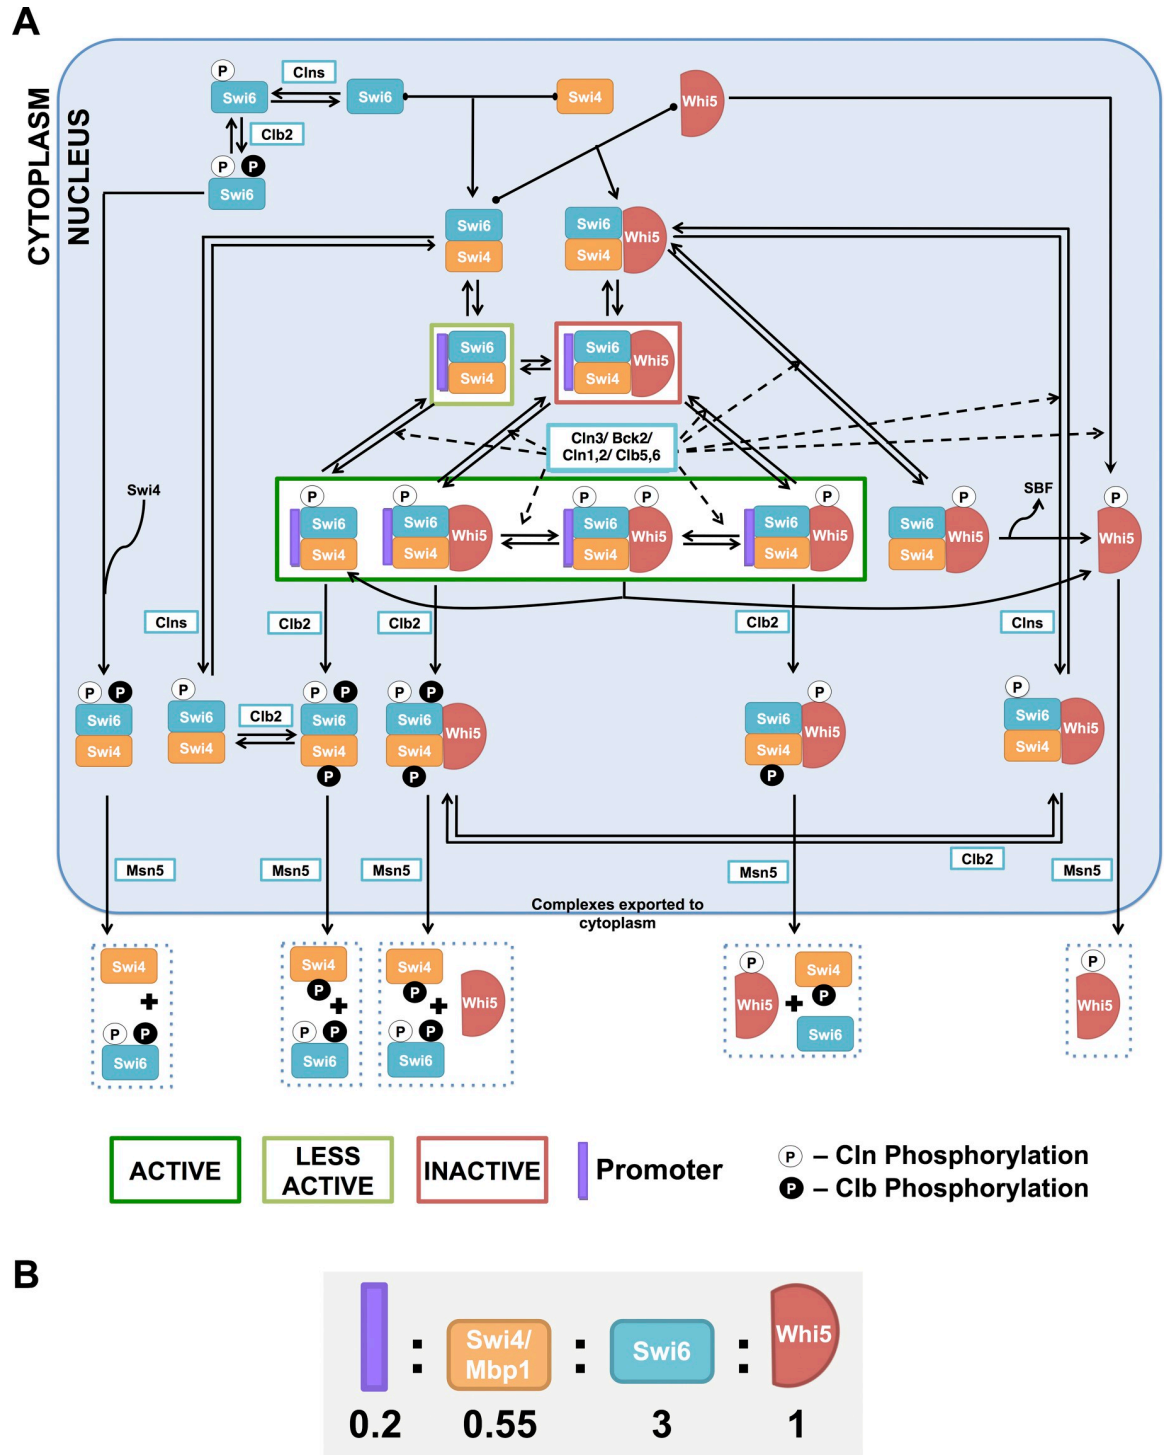 A
CYTOPLASM
NUCLEUS
P
Clns
Swi6
Swi6
Swi4
Whi5
Clb2
P P
Swi6
Swi6
Swi4
Swi6
Swi4
Whi5
Swi6
Swi4
Swi6
Swi4
Whi5
Cln3/ Bck2/
Cln1,2/ Clb5,6
Swi4
P
Swi6
Swi4
P
Swi6
Swi4
Whi5
P P
Swi6
Swi4
Whi5
P
Swi6
Swi4
Whi5
P
Swi6
Swi4
Whi5
SBF
P
Whi5
Clns
Clb2
Clb2
Clb2
Clns
P P
Swi6
Swi4
P
Swi6
Swi4
Clb2
P P
Swi6
Swi4
P
P P
Swi6
Swi4
Whi5
P
P
Swi6
Swi4
Whi5
P
P
Swi6
Swi4
Whi5
Clb2
Msn5
Msn5
Msn5
Msn5
Msn5
Complexes exported to
cytoplasm
Swi4
+
P P
Swi6
Swi4
P
+
P P
Swi6
Swi4
P
+
P P
Swi6
Whi5
P
Whi5
+
Swi4
P
Swi6
P
Whi5
ACTIVE
LESS
ACTIVE
INACTIVE
Promoter
P – Cln Phosphorylation
P – Clb Phosphorylation
B
: Swi4/
Mbp1
: Swi6 : Whi5
0.2 0.55 3 1